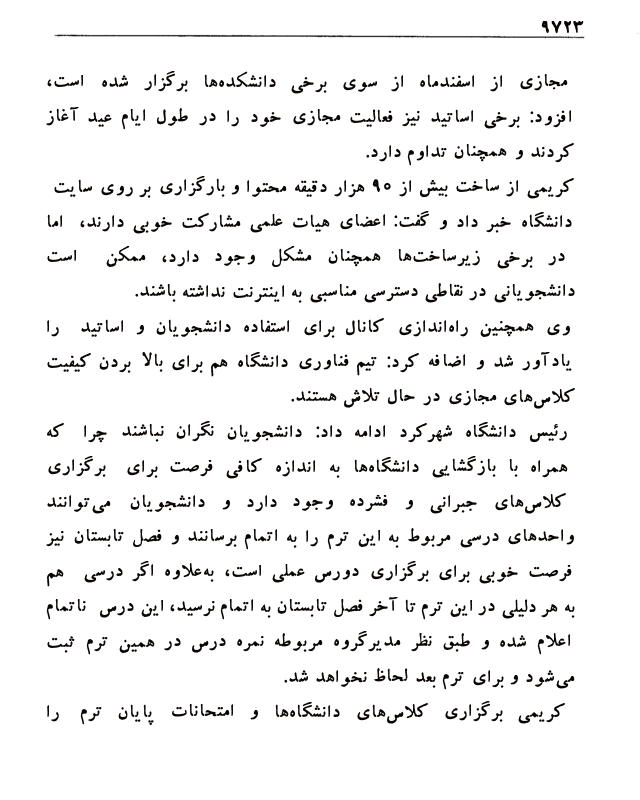 ۹۷۲۳
مجازی از اسفندماه از سوی برخی دانشکده‌ها برگزار شده است،
افزود: برخی اساتید نیز فعالیت مجازی خود را در طول ایام عید آغاز
کردند و همچنان تداوم دارد.
کریمی از ساخت بیش از ۹۰ هزار دقیقه محتوا و بارگزاری بر روی سایت
دانشگاه خبر داد و گفت: اعضای هیات علمی مشارکت خوبی دارند، اما
در برخی زیرساخت‌ها همچنان مشکل وجود دارد، ممکن است
دانشجویانی در نقاطی دسترسی مناسبی به اینترنت نداشته باشند.
وی همچنین راه‌اندازی کانال برای استفاده دانشجویان و اساتید را
یادآور شد و اضافه کرد: تیم فناوری دانشگاه هم برای بالا بردن کیفیت
کلاس‌های مجازی در حال تلاش هستند.
رئیس دانشگاه شهرکرد ادامه داد: دانشجویان نگران نباشند چرا که
همراه با بازگشایی دانشگاه‌ها به اندازه کافی فرصت برای برگزاری
کلاس‌های جبرانی و فشرده وجود دارد و دانشجویان می‌توانند
واحدهای درسی مربوط به این ترم را به اتمام برسانند و فصل تابستان نیز
فرصت خوبی برای برگزاری دورس عملی است، به‌علاوه اگر درسی هم
به هر دلیلی در این ترم تا آخر فصل تابستان به اتمام نرسید، این درس ناتمام
اعلام شده و طبق نظر مدیرگروه مربوطه نمره درس در همین ترم ثبت
می‌شود و برای ترم بعد لحاظ نخواهد شد.
کریمی برگزاری کلاس‌های دانشگاه‌ها و امتحانات پایان ترم را